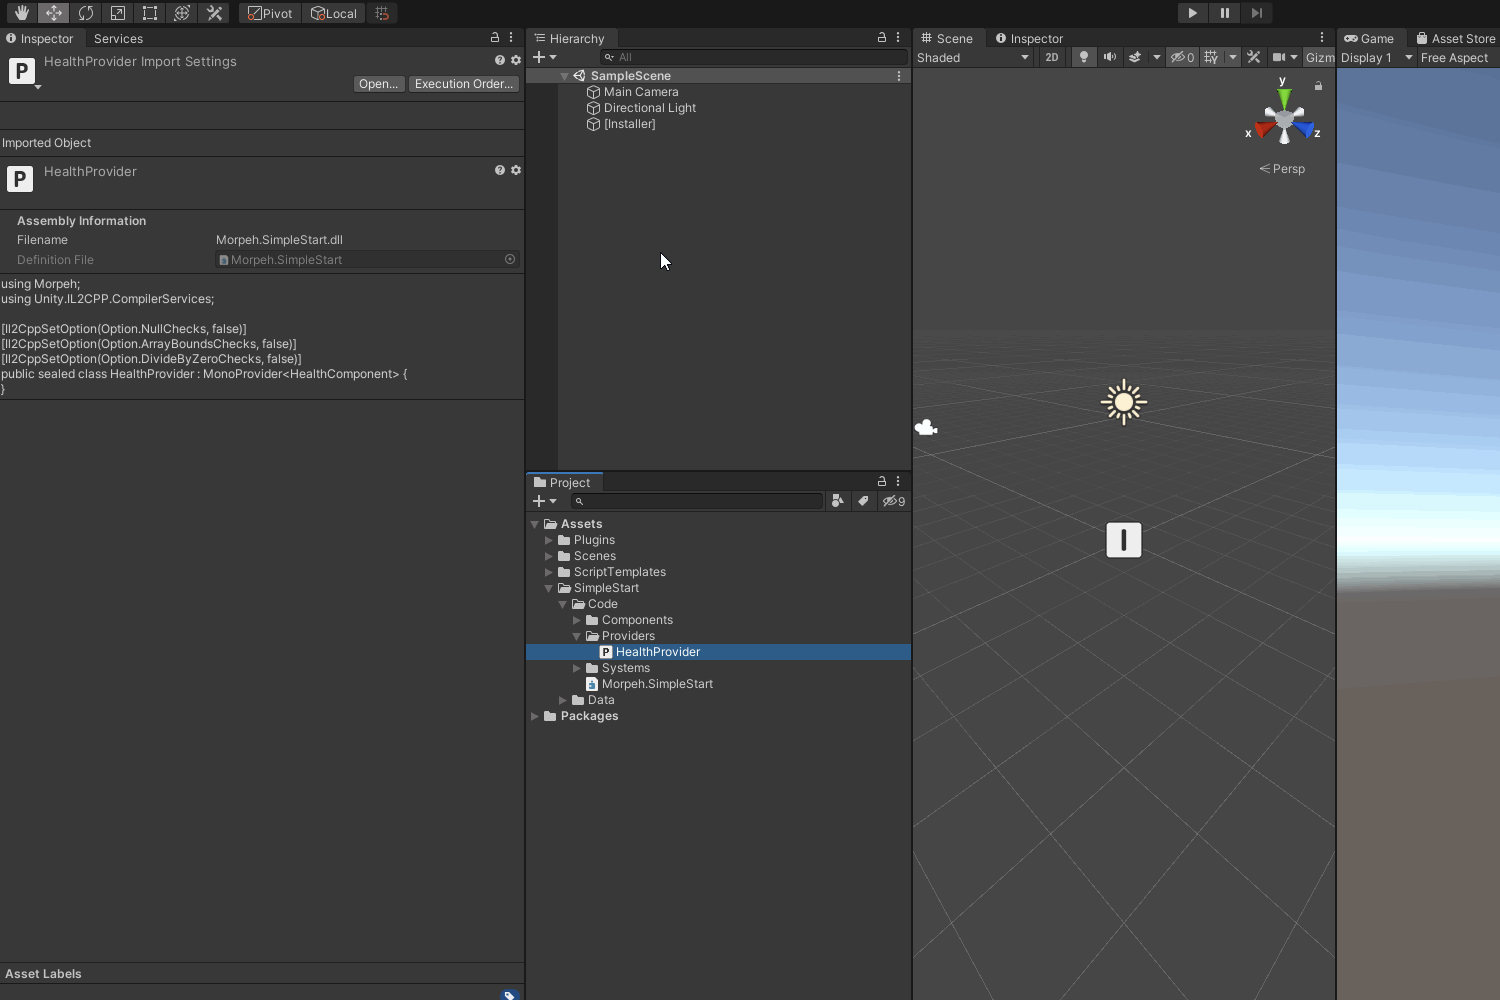 Pivot
Local
Inspector
Services
P
HealthProvider Import Settings
Open...
Execution Order...
Imported Object
P
HealthProvider
Assembly Information
Filename
Morpeh.SimpleStart.dll
Definition File
Morpeh.SimpleStart
using Morpeh;
using Unity.IL2CPP.CompilerServices;
[Il2CppSetOption(Option.NullChecks, false)]
[Il2CppSetOption(Option.ArrayBoundsChecks, false)]
[Il2CppSetOption(Option.DivideByZeroChecks, false)]
public sealed class HealthProvider : MonoProvider<HealthComponent> {
}
Asset Labels
Hierarchy
All
SampleScene
Main Camera
Directional Light
[Installer]
Project
9
Assets
Plugins
Scenes
ScriptTemplates
SimpleStart
Code
Components
Providers
P HealthProvider
Systems
Morpeh.SimpleStart
Data
Packages
Scene
Inspector
Shaded
2D
0
Gizm
y
x
z
Persp
I
Game
Asset Store
Display 1
Free Aspect